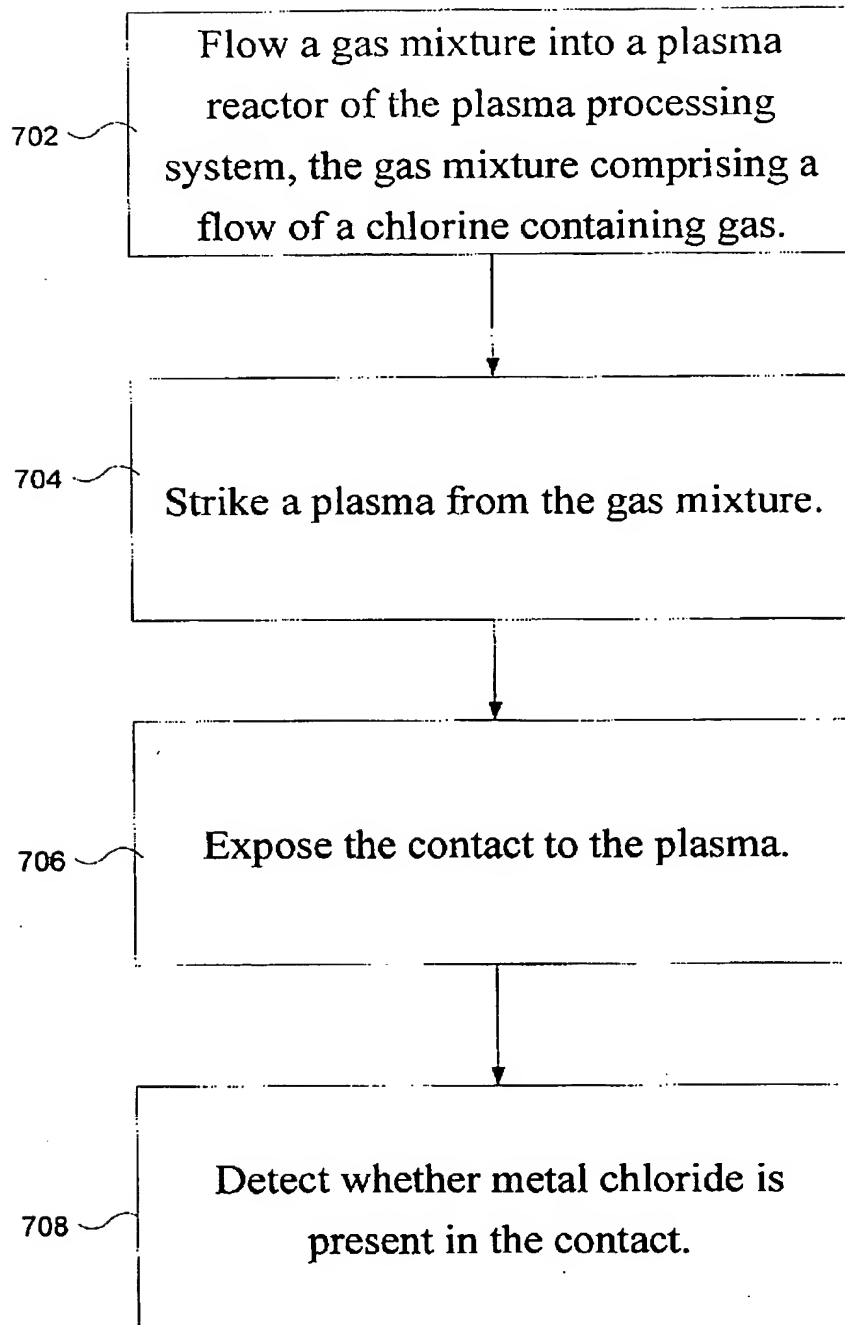 Flow a gas mixture into a plasma
reactor of the plasma processing
system, the gas mixture comprising a
flow of a chlorine containing gas.
702
Strike a plasma from the gas mixture.
704
Expose the contact to the plasma.
706
Detect whether metal chloride is
present in the contact.
708